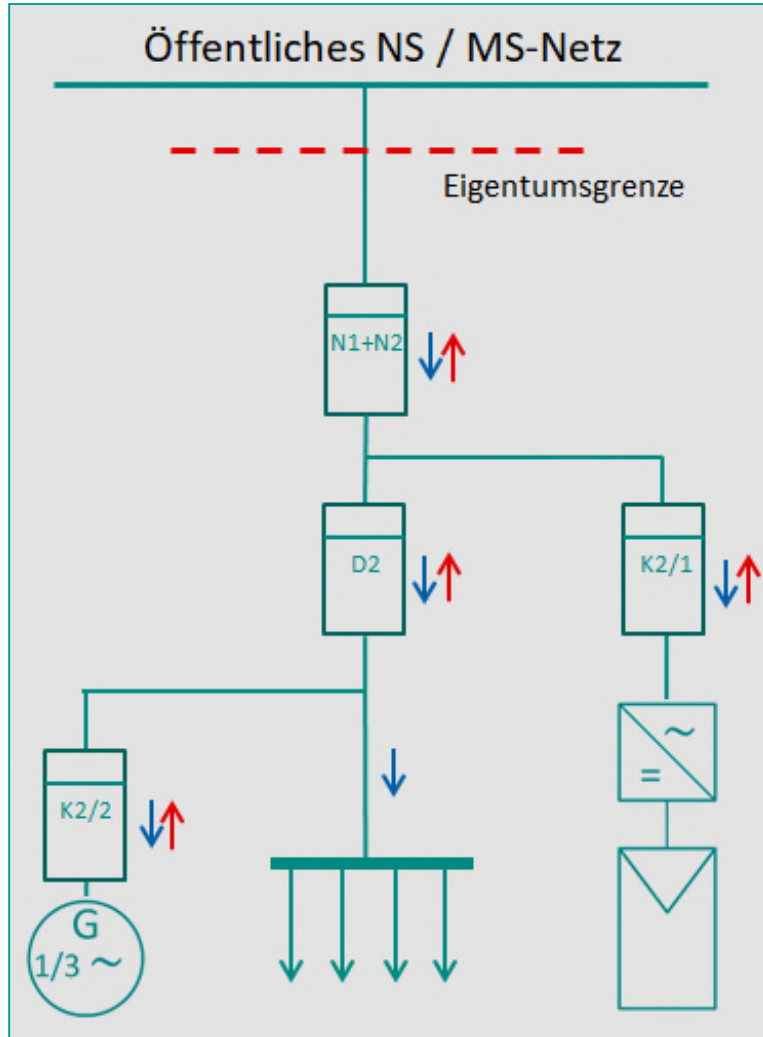 Öffentliches NS / MS-Netz
Eigentumsgrenze
N1+N2
D2
K2/1
~
=
K2/2
G
1/3 ~